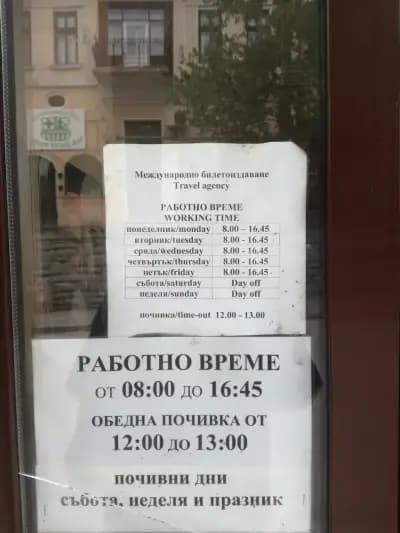 Международно билетоиздаване
Travel agency
РАБОТНО ВРЕМЕ
WORKING TIME
понеделник/monday 8.00 – 16.45
вторник/tuesday 8.00 – 16.45
сряда/wednesday 8.00 – 16.45
четвъртък/thursday 8.00 – 16.45
петък/friday 8.00 – 16.45
събота/saturday Day off
неделя/sunday Day off
почивка/time-out 12.00 - 13.00
РАБОТНО ВРЕМЕ
ОТ 08:00 ДО 16:45
ОБЕДНА ПОЧИВКА ОТ
12:00 ДО 13:00
почивни дни
събота, неделя и празник